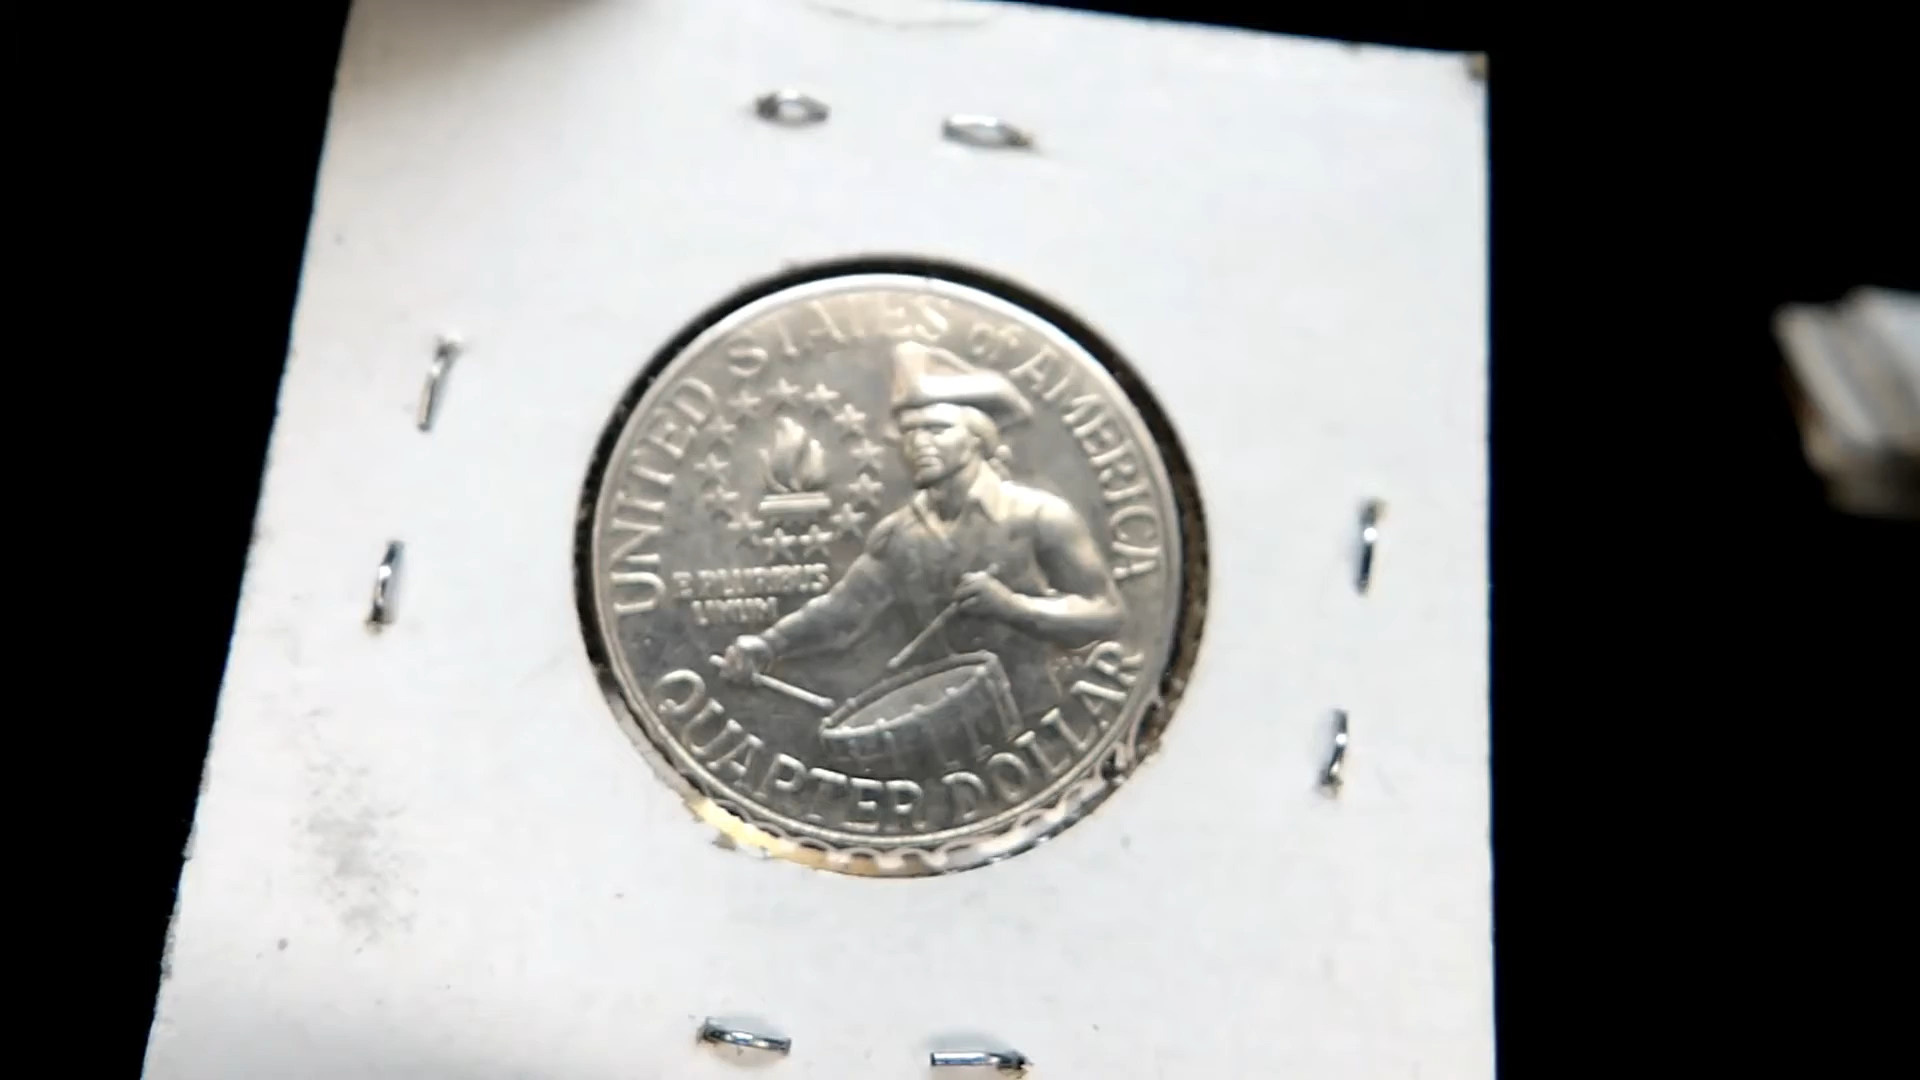 UNITED STATES of AMERICA
E PLURIBUS
UNUM
QUARTER DOLLAR